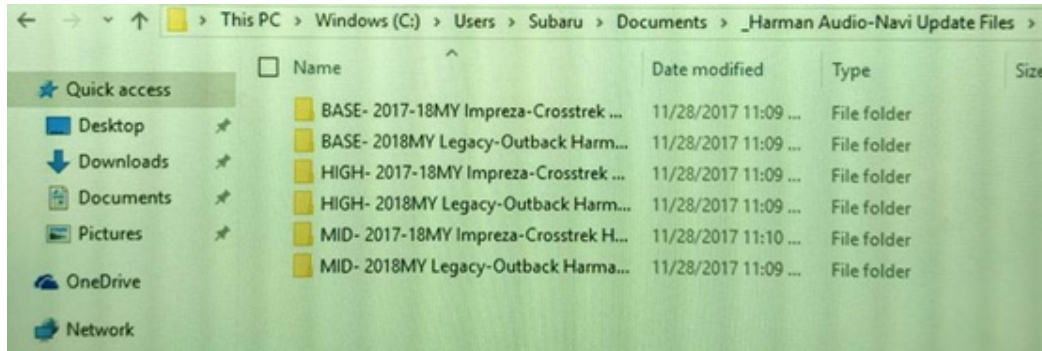 This PC > Windows (C:) > Users > Subaru > Documents > _Harman Audio-Navi Update Files >
Name Date modified Type Size
Quick access
Desktop
Downloads
Documents
Pictures
OneDrive
Network
BASE- 2017-18MY Impreza-Crosstrek ... 11/28/2017 11:09 ... File folder
BASE- 2018MY Legacy-Outback Harm... 11/28/2017 11:09 ... File folder
HIGH- 2017-18MY Impreza-Crosstrek ... 11/28/2017 11:09 ... File folder
HIGH- 2018MY Legacy-Outback Harm... 11/28/2017 11:09 ... File folder
MID- 2017-18MY Impreza-Crosstrek H... 11/28/2017 11:10 ... File folder
MID- 2018MY Legacy-Outback Harma... 11/28/2017 11:09 ... File folder